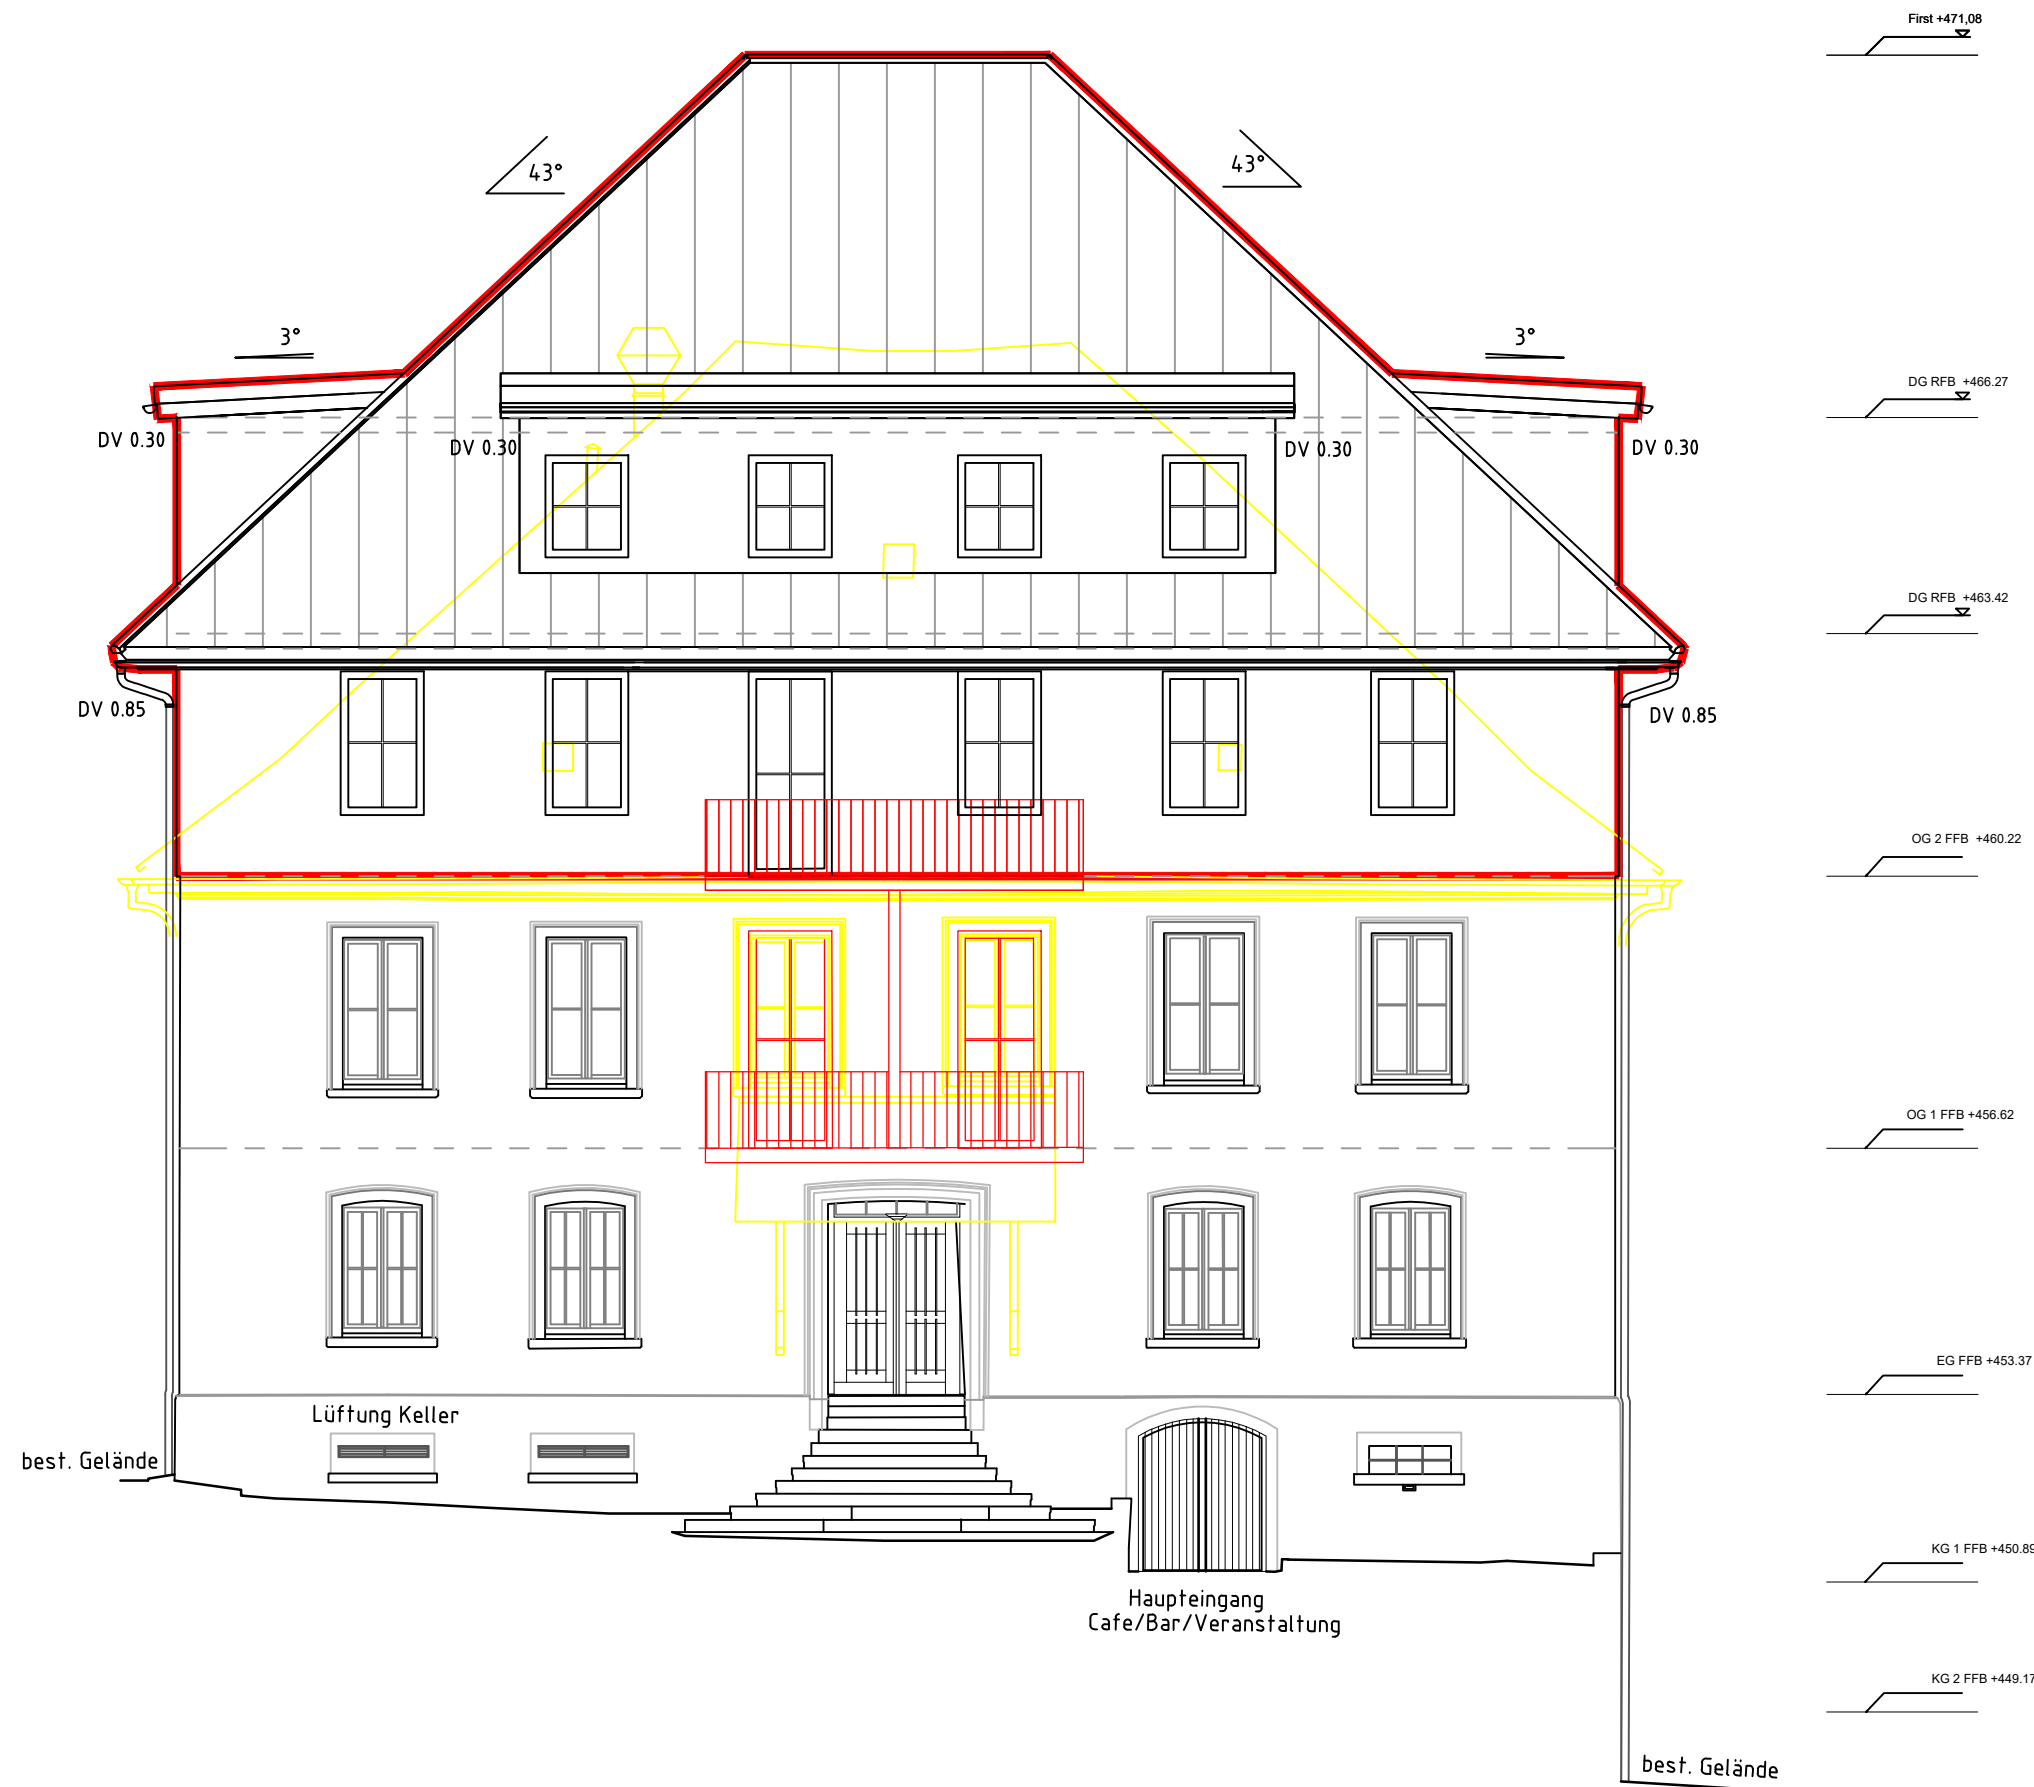 First +471,08
43°
43°
3°
3°
DG RFB +466.27
DV 0.30
DV 0.30
DV 0.30
DV 0.30
DG RFB +463.42
DV 0.85
DV 0.85
OG 2 FFB +460.22
OG 1 FFB +456.62
EG FFB +453.37
Lüftung Keller
best. Gelände
KG 1 FFB +450.89
Haupteingang
Cafe/Bar/Veranstaltung
KG 2 FFB +449.17
best. Gelände